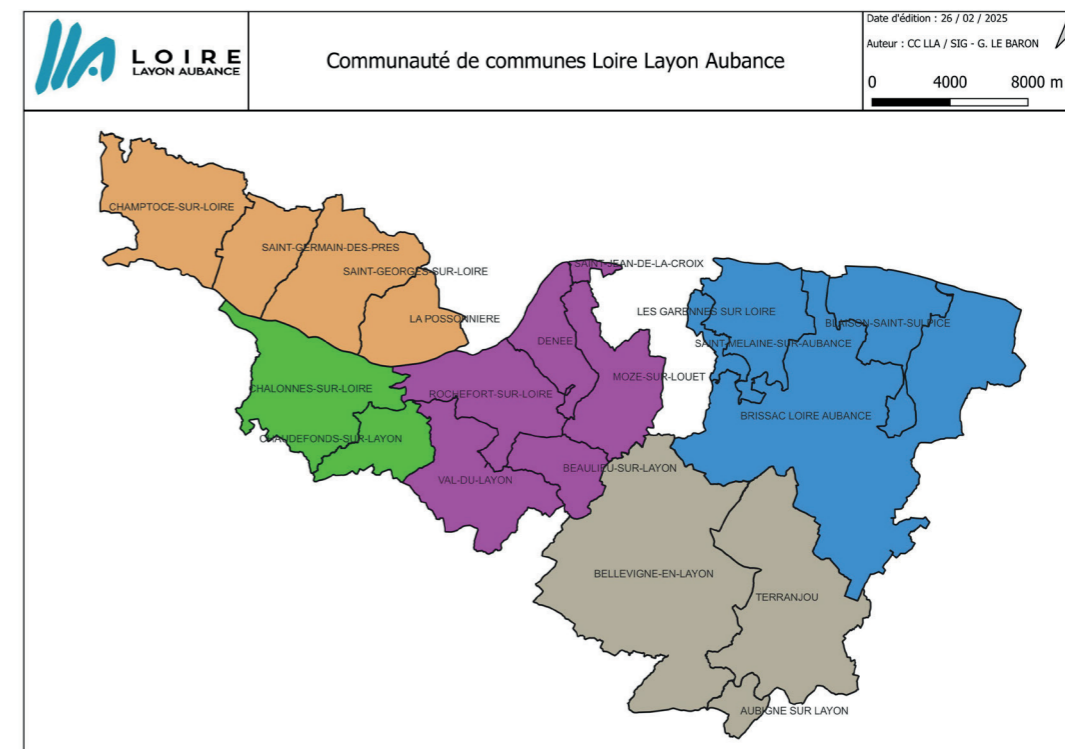 LOIRE
LAYON AUBANCE
Communauté de communes Loire Layon Aubance
Date d'édition : 26 / 02 / 2025
Auteur : CC LLA / SIG - G. LE BARON
0 4000 8000 m
CHAMPTOCE-SUR-LOIRE
SAINT-GERMAIN-DES-PRES
SAINT-GEORGES-SUR-LOIRE
LA POSSONNIERE
SAINT-JEAN-DE-LA-CROIX
LES GARENNES SUR LOIRE
BLAISON-SAINT-SULPICE
DENEE
SAINT-MELAINE-SUR-AUBANCE
MOZE-SUR-LOUET
CHALONNES-SUR-LOIRE
ROCHEFORT-SUR-LOIRE
BRISSAC LOIRE AUBANCE
CHAUDEFONDS-SUR-LAYON
BEAULIEU-SUR-LAYON
VAL-DU-LAYON
BELLEVIGNE-EN-LAYON
TERRANJOU
AUBIGNE SUR LAYON